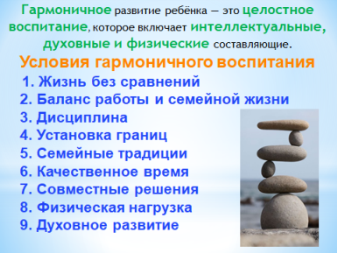 Гармоничное развитие ребёнка – это целостное
воспитание, которое включает интеллектуальные,
духовные и физические составляющие.
Условия гармоничного воспитания
1. Жизнь без сравнений
2. Баланс работы и семейной жизни
3. Дисциплина
4. Установка границ
5. Семейные традиции
6. Качественное время
7. Совместные решения
8. Физическая нагрузка
9. Духовное развитие